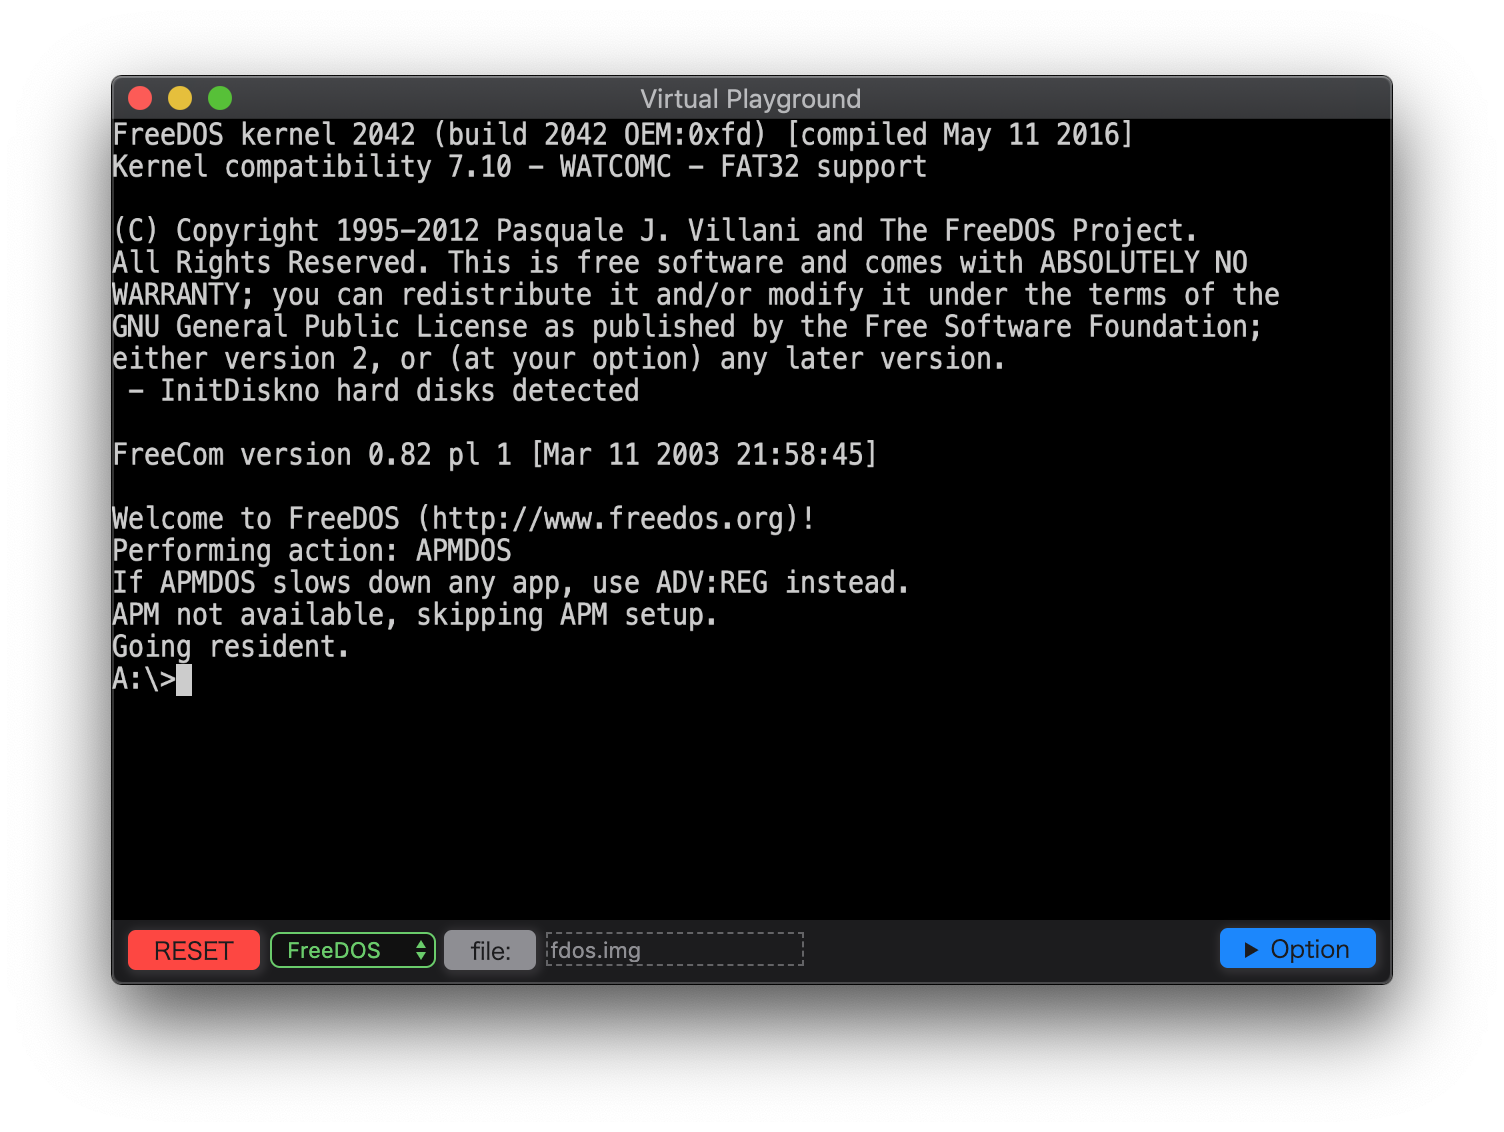 Virtual Playground
FreeDOS kernel 2042 (build 2042 OEM:0xfd) [compiled May 11 2016]
Kernel compatibility 7.10 - WATCOMC - FAT32 support
(C) Copyright 1995-2012 Pasquale J. Villani and The FreeDOS Project.
All Rights Reserved. This is free software and comes with ABSOLUTELY NO
WARRANTY; you can redistribute it and/or modify it under the terms of the
GNU General Public License as published by the Free Software Foundation;
either version 2, or (at your option) any later version.
 - InitDiskno hard disks detected
FreeCom version 0.82 pl 1 [Mar 11 2003 21:58:45]
Welcome to FreeDOS (http://www.freedos.org)!
Performing action: APMDOS
If APMDOS slows down any app, use ADV:REG instead.
APM not available, skipping APM setup.
Going resident.
A:\>
RESET FreeDOS file: fdos.img Option